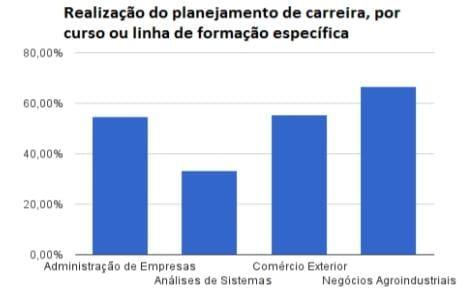 Realização do planejamento de carreira, por
curso ou linha de formação específica
80,00%
60,00%
40,00%
20,00%
0,00%
Administração de Empresas
Comércio Exterior
Análises de Sistemas
Negócios Agroindustriais